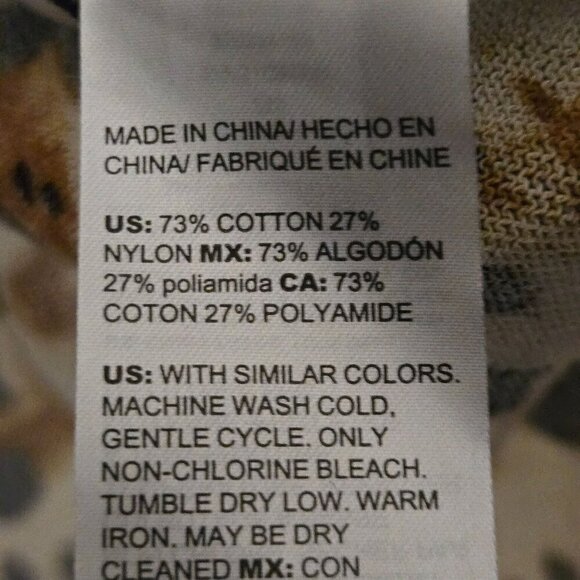 MADE IN CHINA/ HECHO EN
CHINA/ FABRIQUÉ EN CHINE
US: 73% COTTON 27%
NYLON MX: 73% ALGODÓN
27% poliamida CA: 73%
COTON 27% POLYAMIDE
US: WITH SIMILAR COLORS.
MACHINE WASH COLD,
GENTLE CYCLE. ONLY
NON-CHLORINE BLEACH.
TUMBLE DRY LOW. WARM
IRON. MAY BE DRY
CLEANED MX: CON